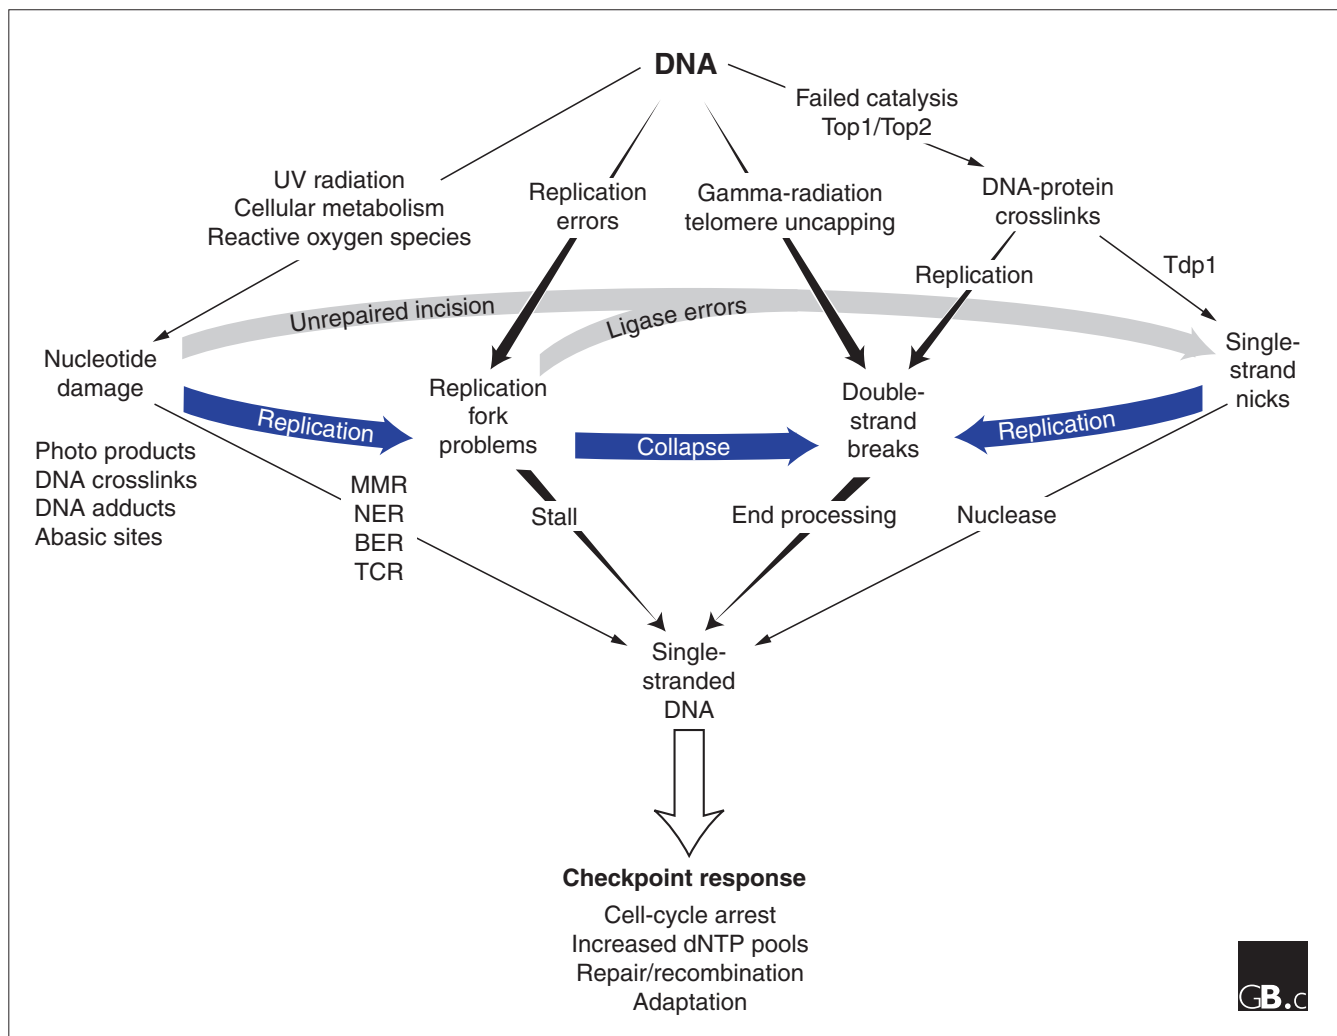 DNA
Failed catalysis
Top1/Top2
UV radiation
Cellular metabolism
Reactive oxygen species
Replication
errors
Gamma-radiation
telomere uncapping
DNA-protein
crosslinks
Replication
Tdp1
Unrepaired incision
Ligase errors
Nucleotide
damage
Replication
fork
problems
Double-
strand
breaks
Single-
strand
nicks
Replication
Collapse
Replication
Photo products
DNA crosslinks
DNA adducts
Abasic sites
MMR
NER
BER
TCR
Stall
End processing
Nuclease
Single-
stranded
DNA
Checkpoint response
Cell-cycle arrest
Increased dNTP pools
Repair/recombination
Adaptation
GB.c